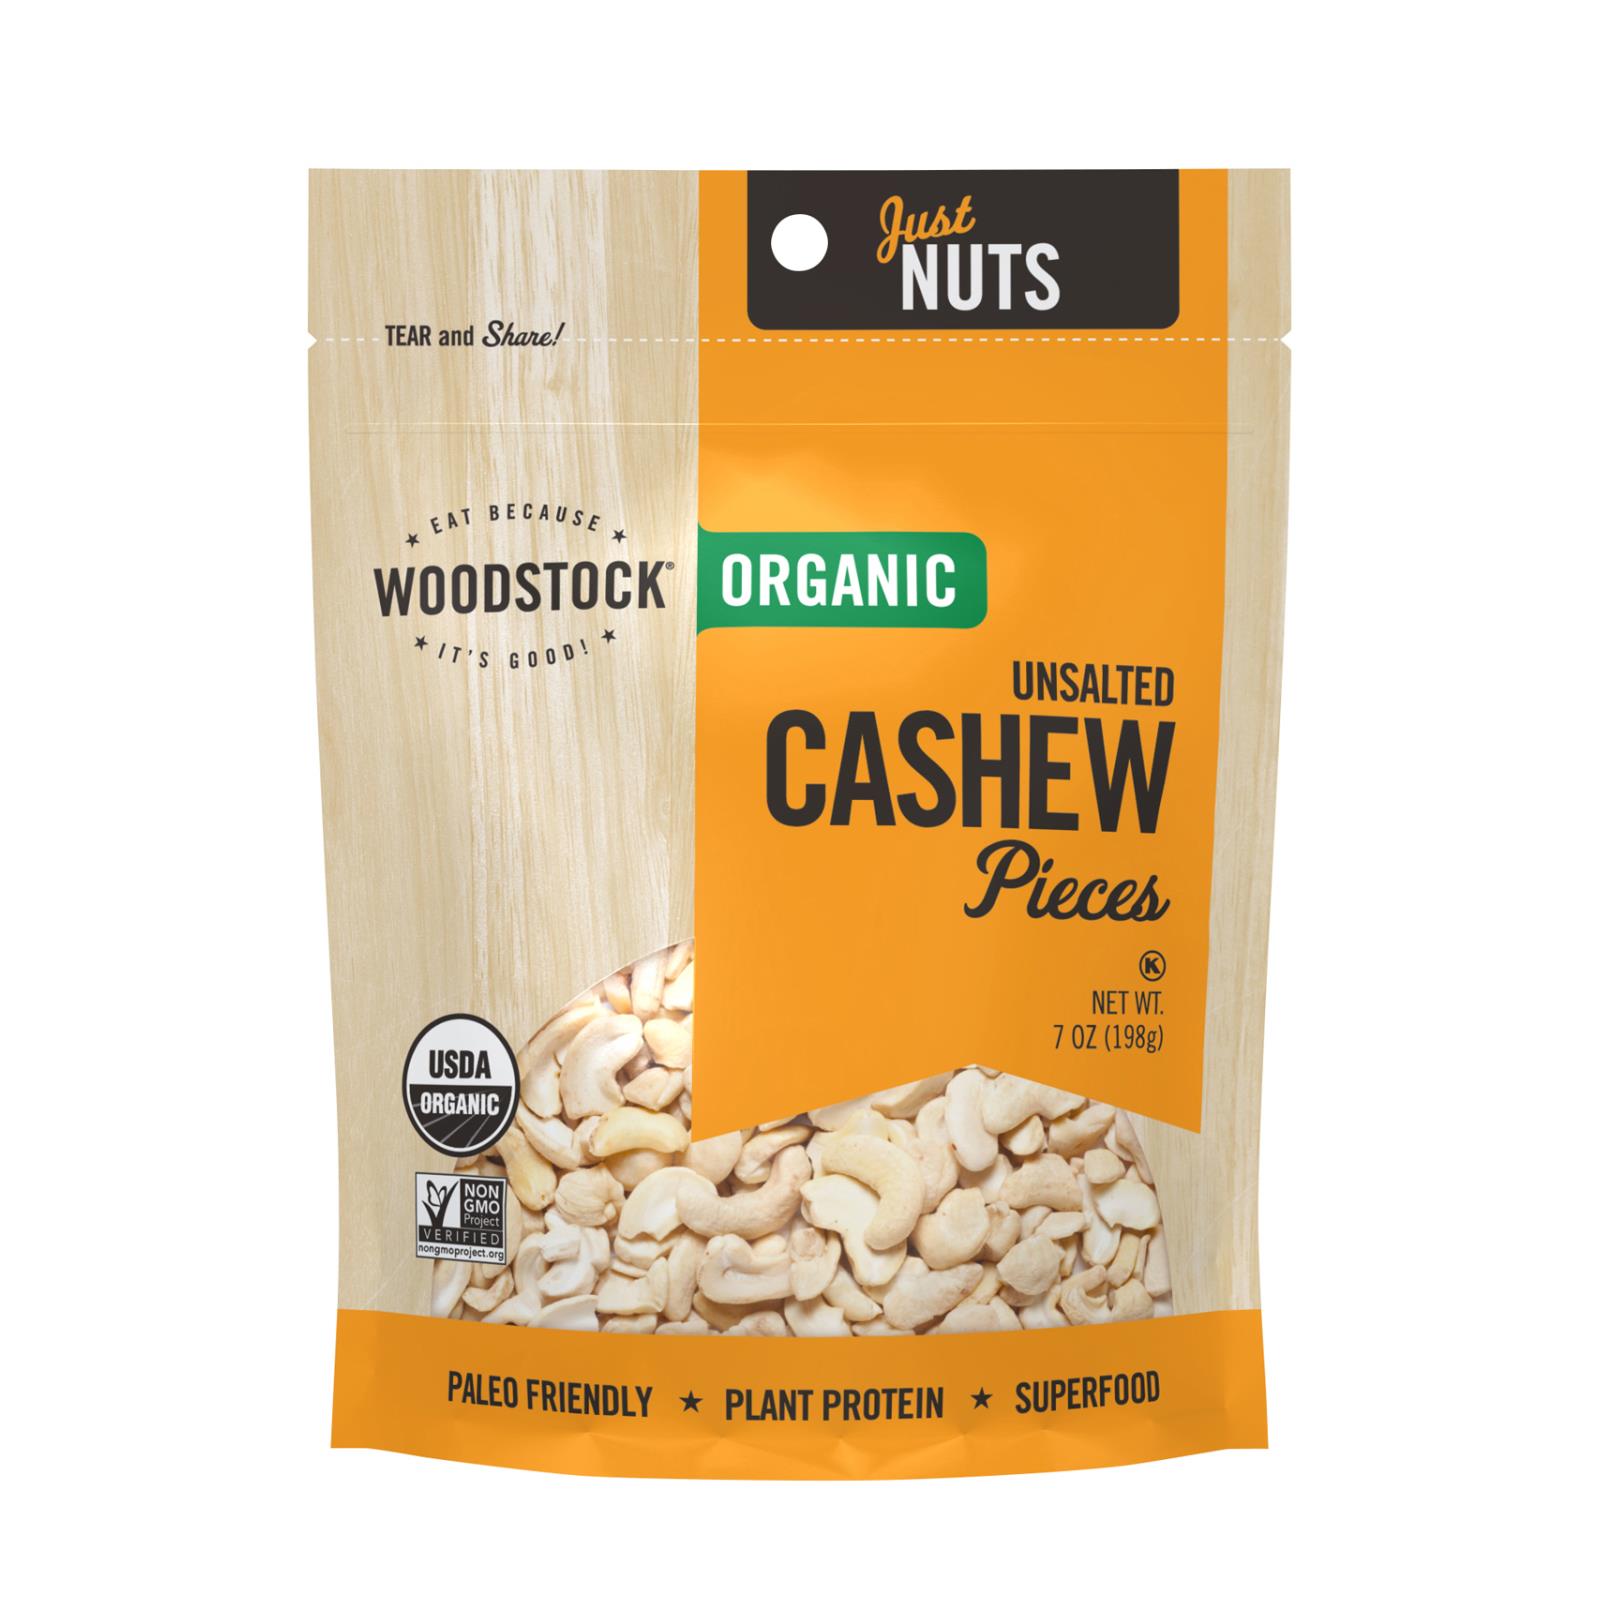 Just
NUTS
TEAR and Share!
★ EAT BECAUSE ★
WOODSTOCK®
★ IT'S GOOD! ★
ORGANIC
UNSALTED
CASHEW
Pieces
K
NET WT.
7 OZ (198g)
USDA
ORGANIC
NON
GMO
Project
VERIFIED
nongmoproject.org
PALEO FRIENDLY ★ PLANT PROTEIN ★ SUPERFOOD